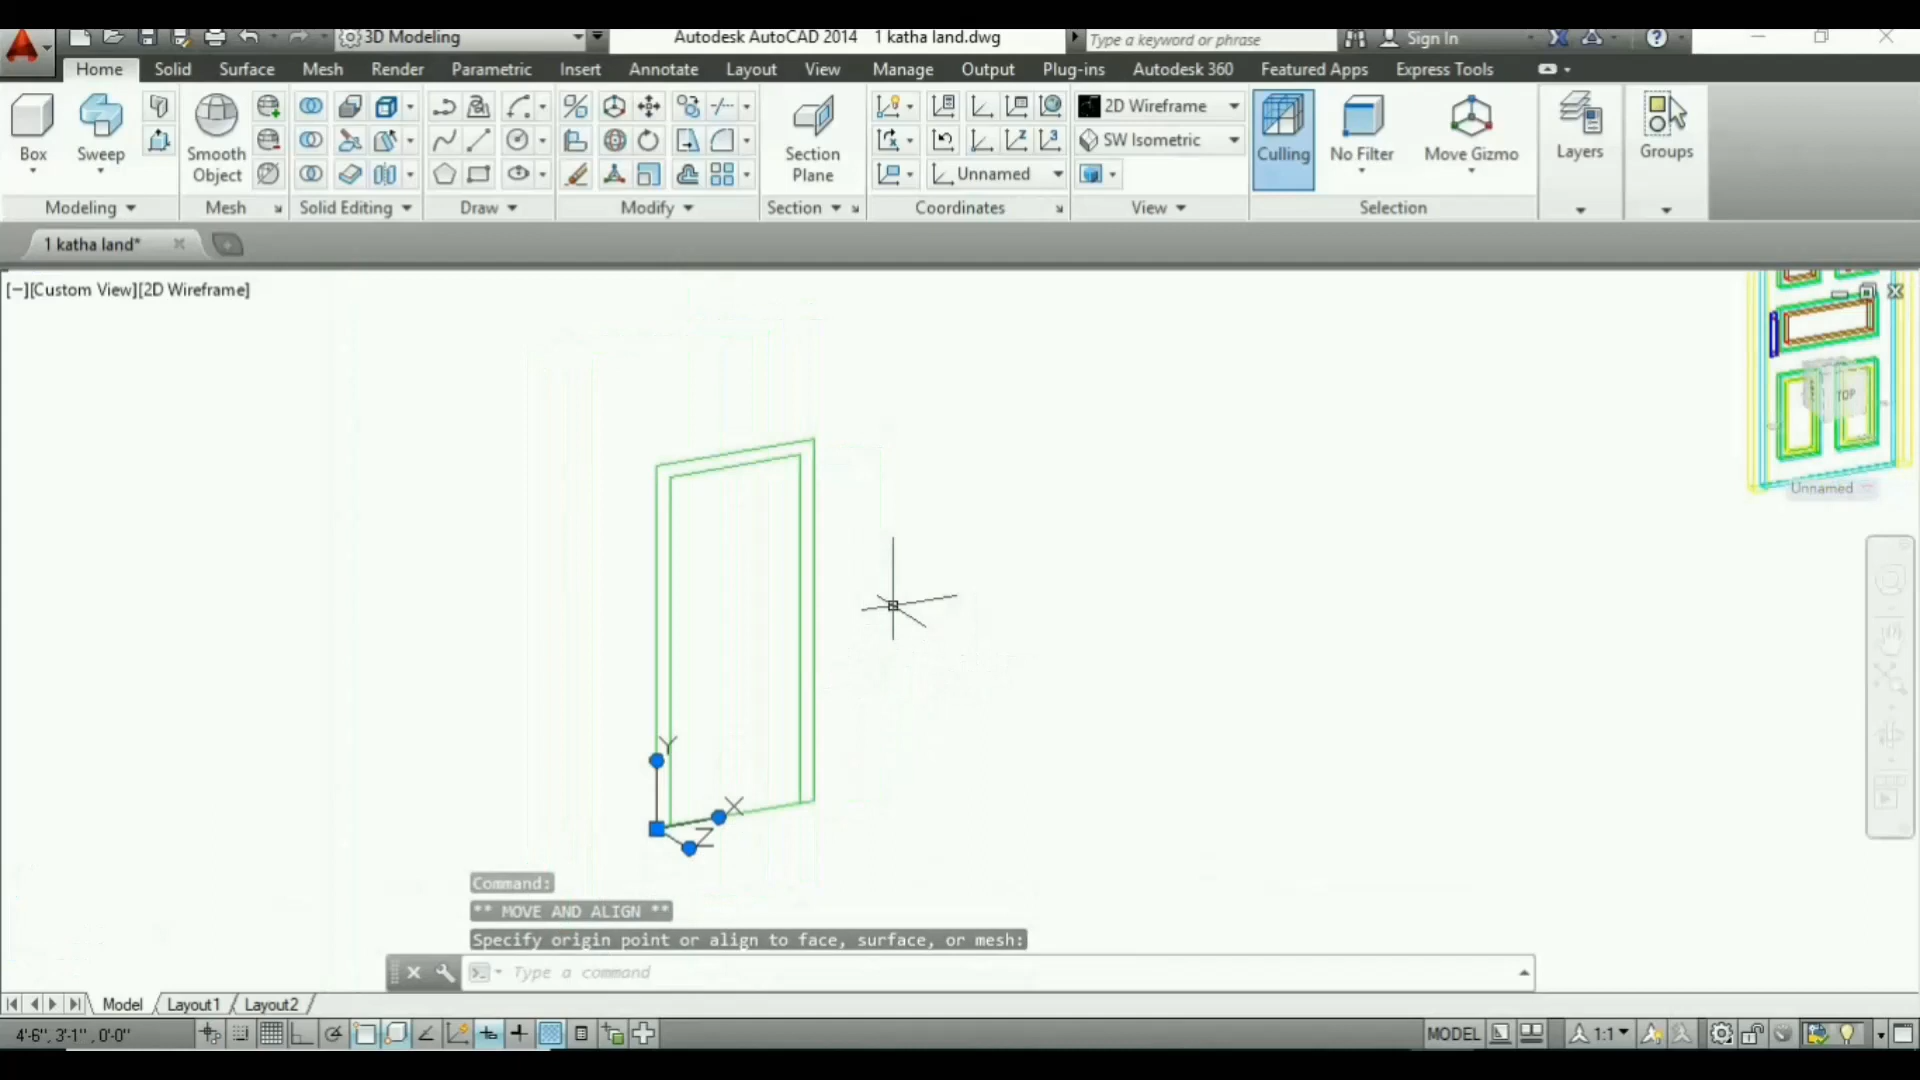 3D Modeling
Autodesk AutoCAD 2014 1 katha land.dwg
Type a keyword or phrase
Sign In
Home Solid Surface Mesh Render Parametric Insert Annotate Layout View Manage Output Plug-ins Autodesk 360 Featured Apps Express Tools
Box
Sweep
Smooth
Object
Section
Plane
2D Wireframe
SW Isometric
Unnamed
Culling
No Filter
Move Gizmo
Layers
Groups
Modeling
Mesh
Solid Editing
Draw
Modify
Section
Coordinates
View
Selection
1 katha land*
[−][Custom View][2D Wireframe]
TOP
Unnamed
Y
X
Z
Command:
** MOVE AND ALIGN **
Specify origin point or align to face, surface, or mesh:
Type a command
Model Layout1 Layout2
4'-6", 3'-1" , 0'-0"
MODEL
1:1